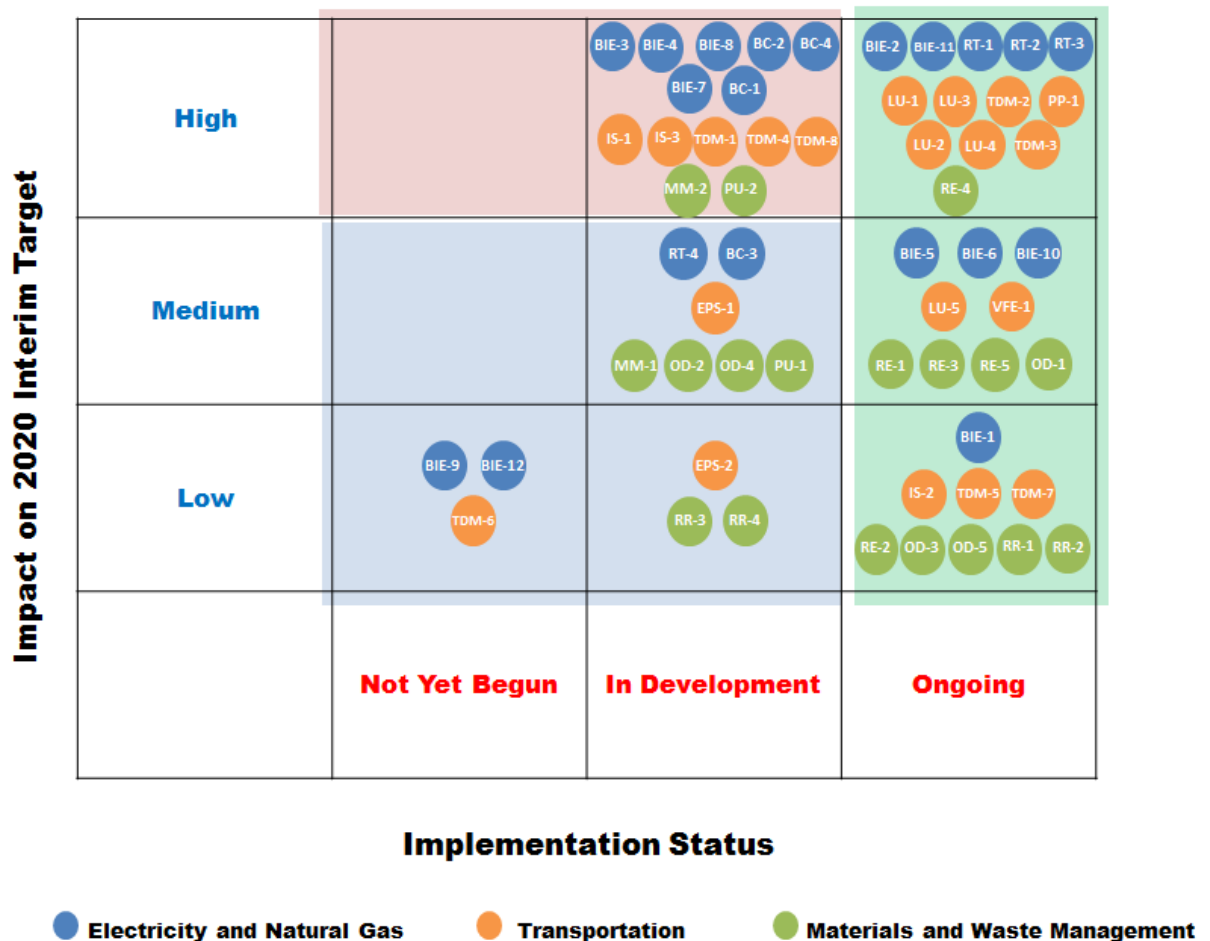 Impact on 2020 Interim Target
High
BIE-3 BIE-4 BIE-8 BC-2 BC-4
BIE-7 BC-1
IS-1 IS-3 TDM-1 TDM-4 TDM-8
MM-2 PU-2
BIE-2 BIE-11 RT-1 RT-2 RT-3
LU-1 LU-3 TDM-2 PP-1
LU-2 LU-4 TDM-3
RE-4
Medium
RT-4 BC-3
EPS-1
MM-1 OD-2 OD-4 PU-1
BIE-5 BIE-6 BIE-10
LU-5 VFE-1
RE-1 RE-3 RE-5 OD-1
Low
BIE-9 BIE-12
TDM-6
EPS-2
RR-3 RR-4
BIE-1
IS-2 TDM-5 TDM-7
RE-2 OD-3 OD-5 RR-1 RR-2
Not Yet Begun In Development Ongoing
Implementation Status
Electricity and Natural Gas Transportation Materials and Waste Management